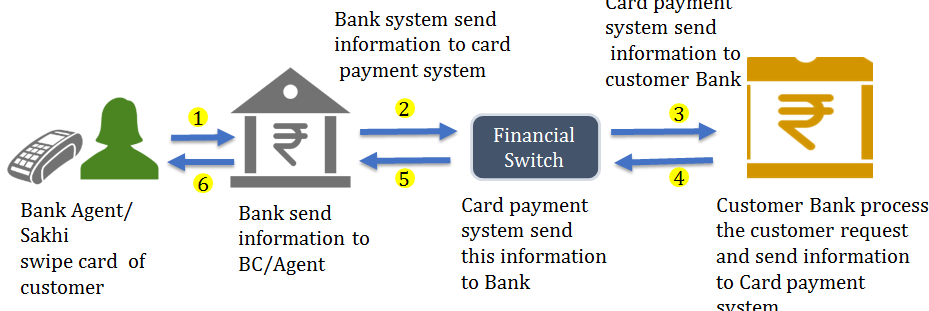 Bank system send
information to card
payment system
Card payment
system send
information to
customer Bank
1
2
3
6
5
4
Financial
Switch
Bank Agent/
Sakhi
swipe card of
customer
Bank send
information to
BC/Agent
Card payment
system send
this information
to Bank
Customer Bank process
the customer request
and send information
to Card payment
system